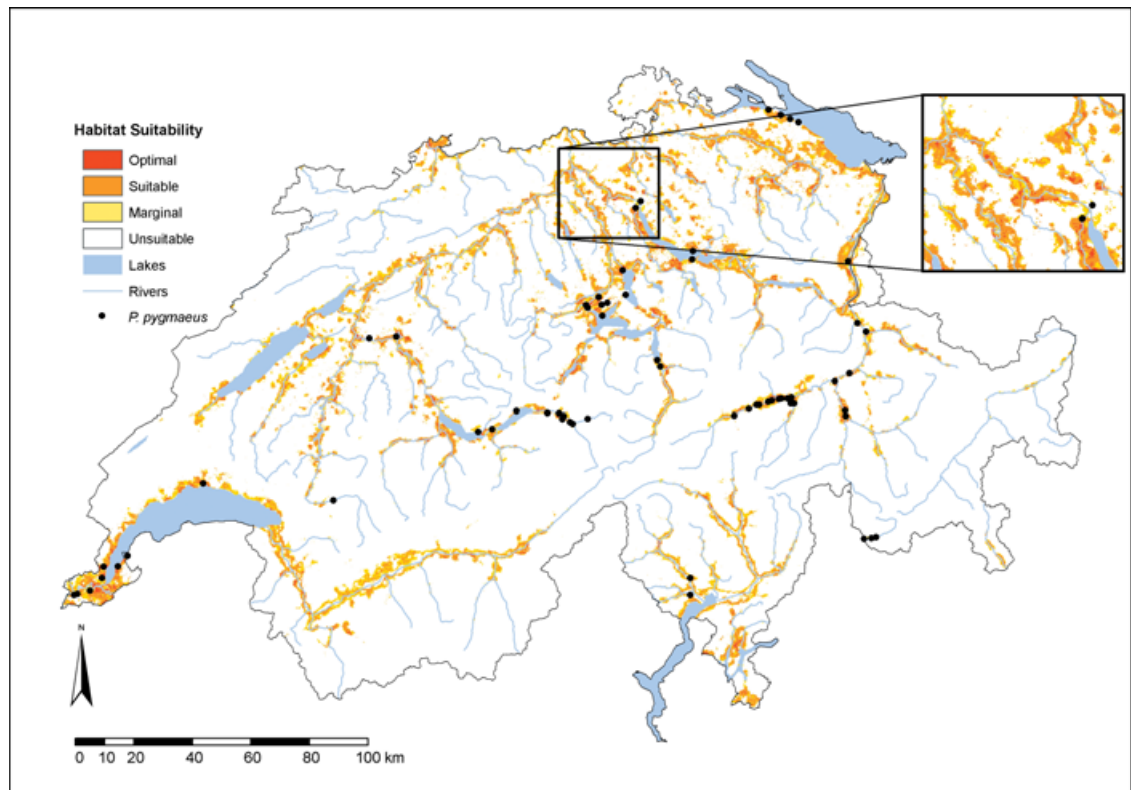 Habitat Suitability
Optimal
Suitable
Marginal
Unsuitable
Lakes
Rivers
P. pygmaeus
N
0 10 20 40 60 80 100 km